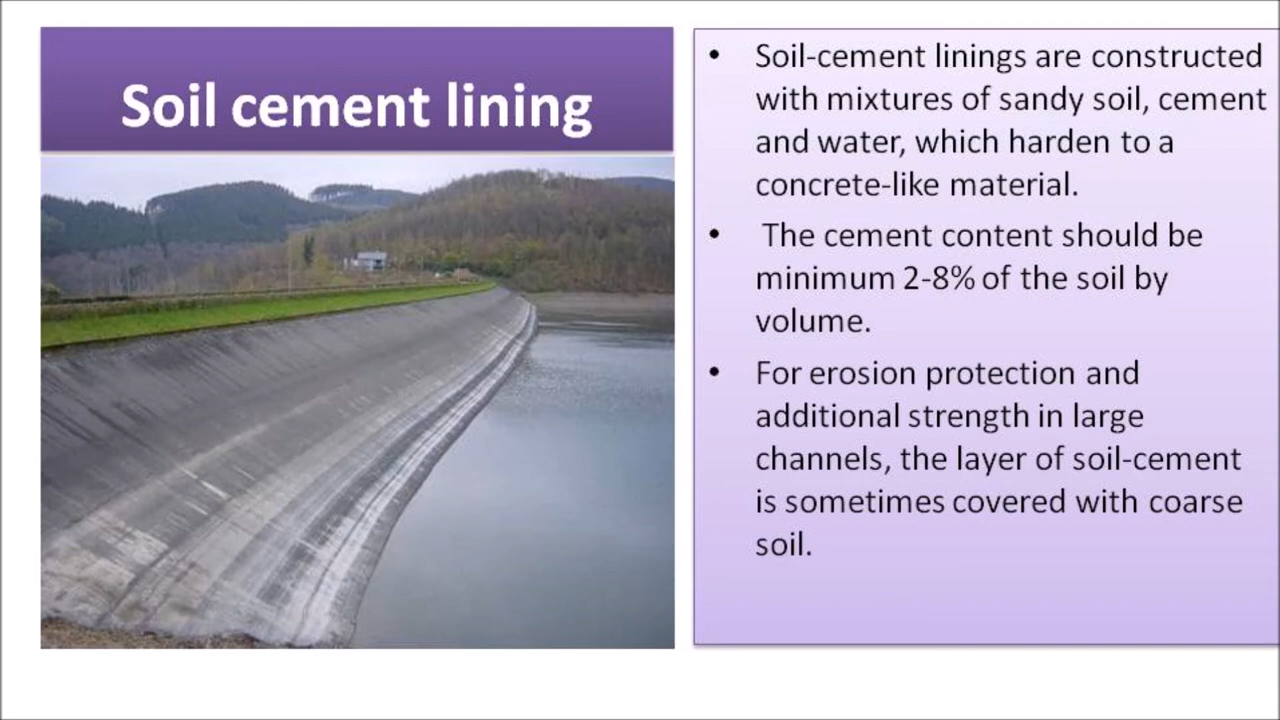 Soil cement lining
• Soil-cement linings are constructed
with mixtures of sandy soil, cement
and water, which harden to a
concrete-like material.
• The cement content should be
minimum 2-8% of the soil by
volume.
• For erosion protection and
additional strength in large
channels, the layer of soil-cement
is sometimes covered with coarse
soil.